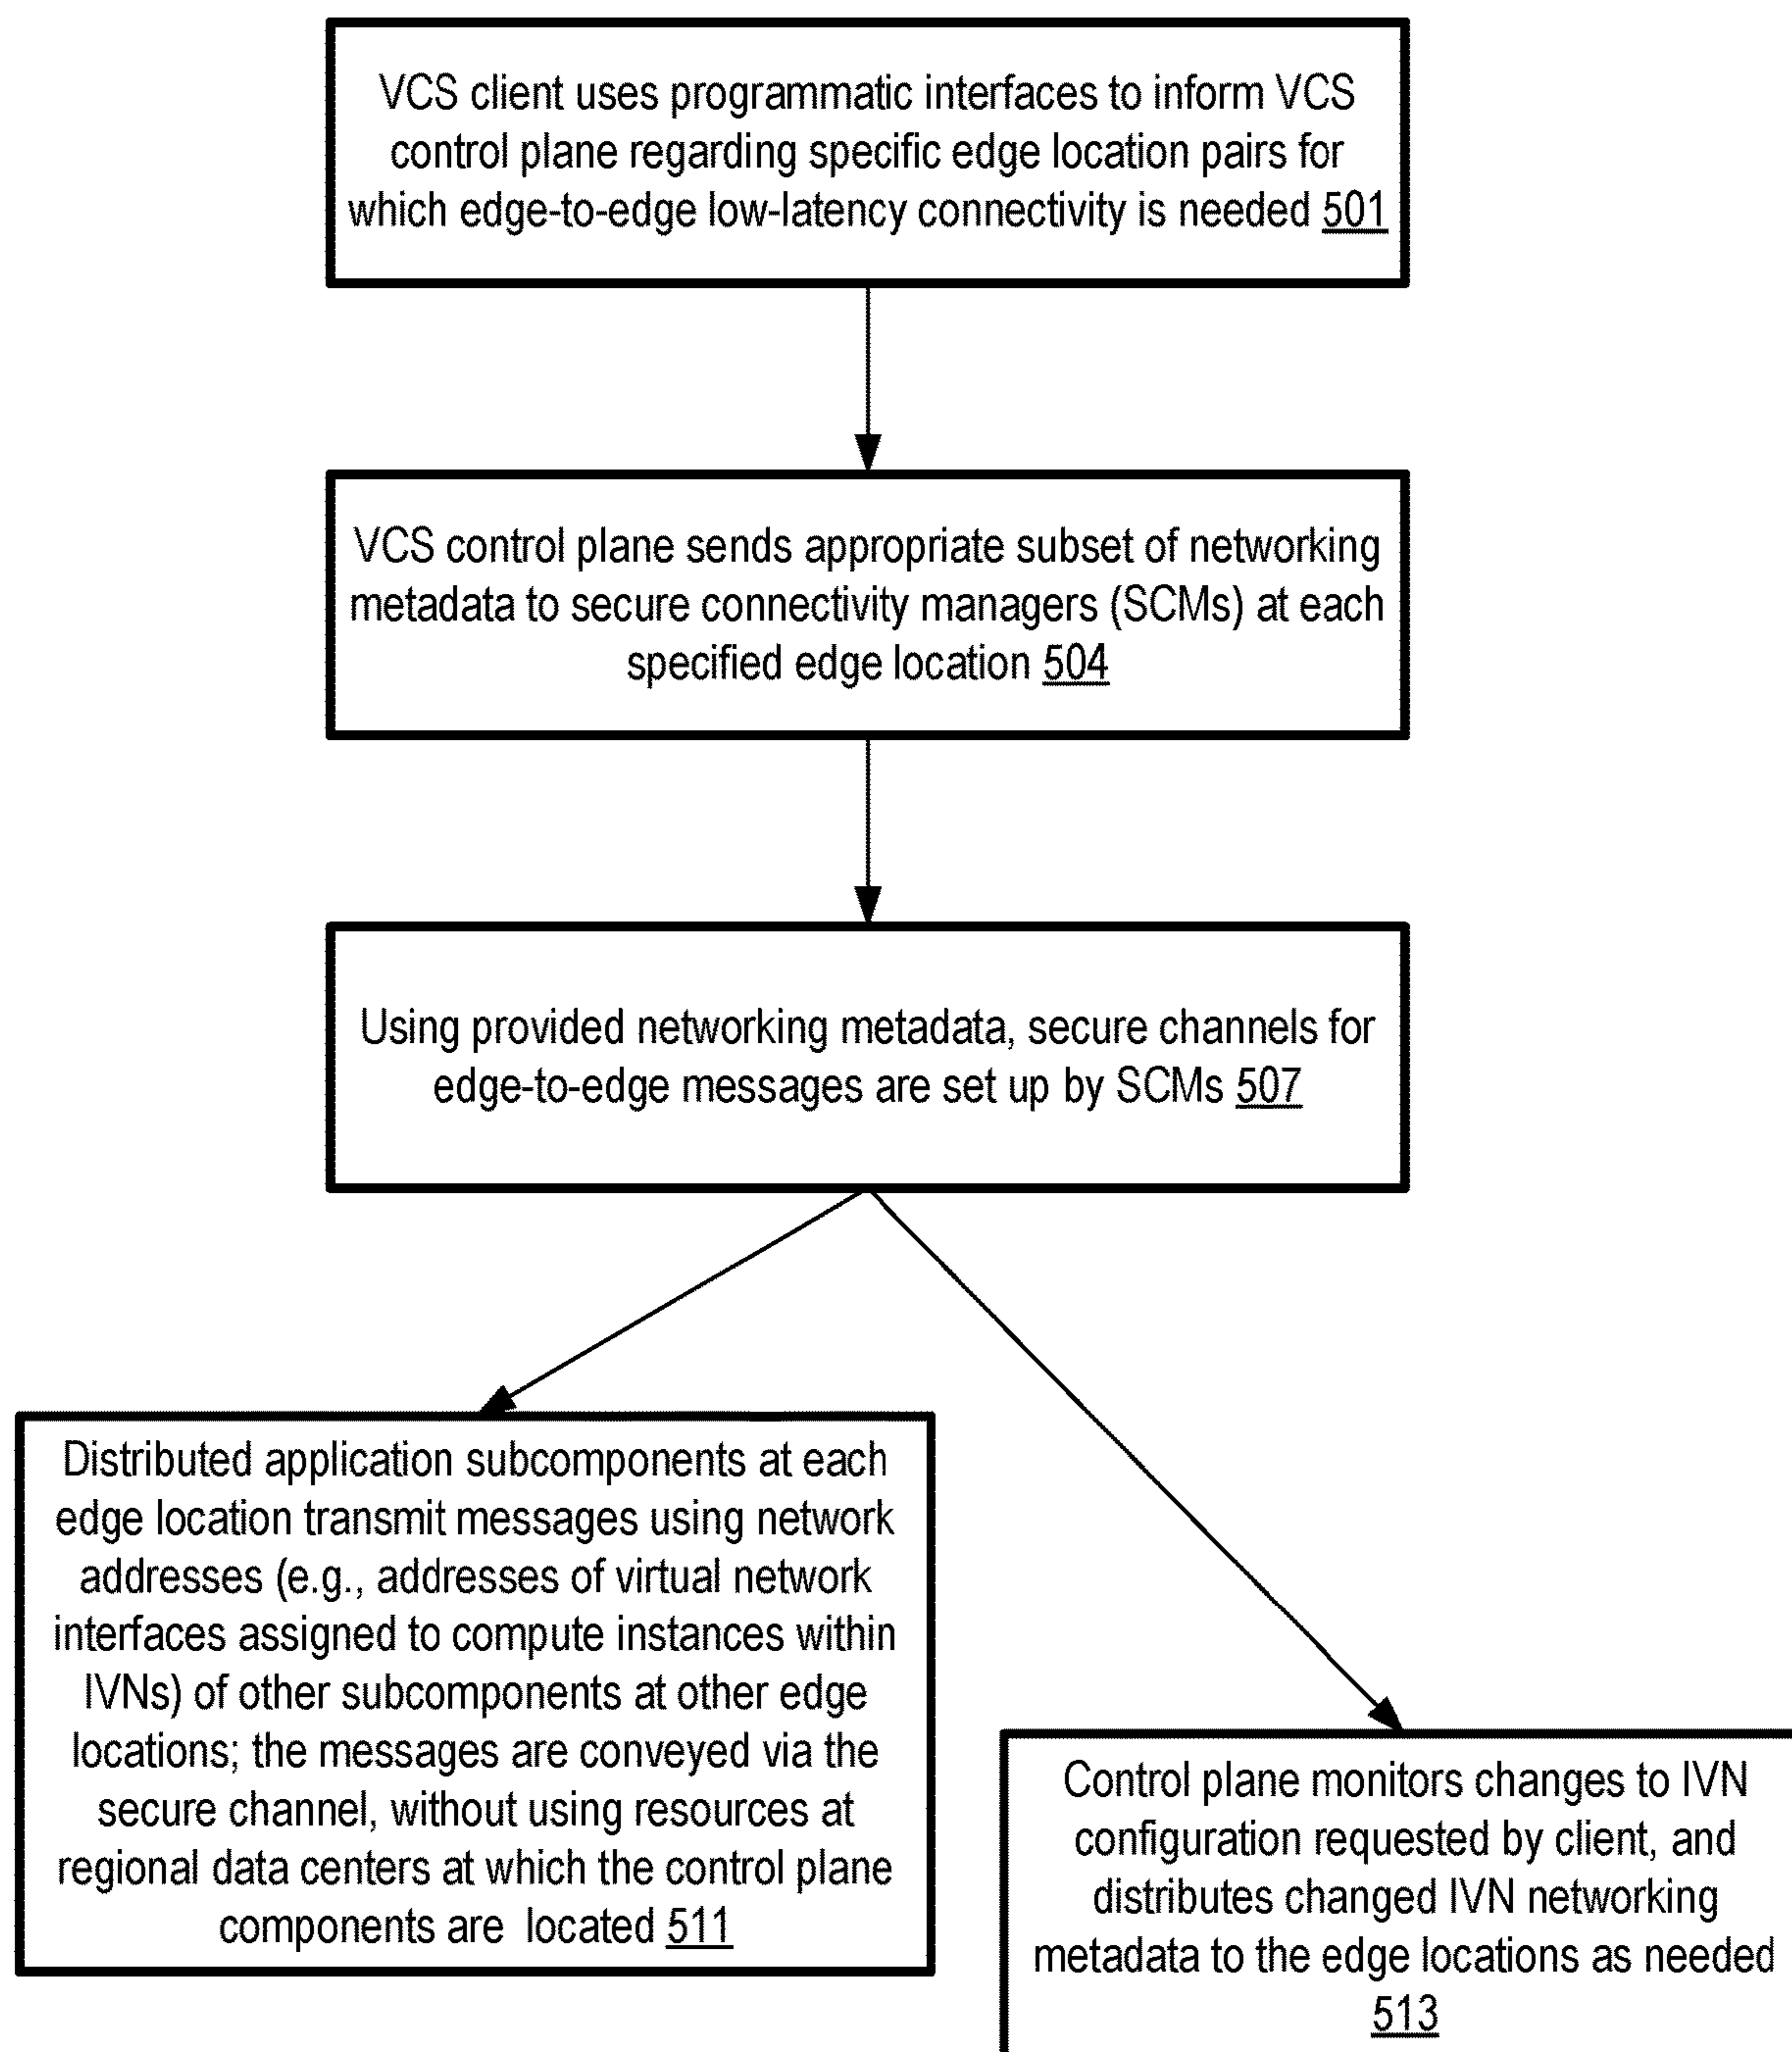 VCS client uses programmatic interfaces to inform VCS
control plane regarding specific edge location pairs for
which edge-to-edge low-latency connectivity is needed 501
VCS control plane sends appropriate subset of networking
metadata to secure connectivity managers (SCMs) at each
specified edge location 504
Using provided networking metadata, secure channels for
edge-to-edge messages are set up by SCMs 507
Distributed application subcomponents at each
edge location transmit messages using network
addresses (e.g., addresses of virtual network
interfaces assigned to compute instances within
IVNs) of other subcomponents at other edge
locations; the messages are conveyed via the
secure channel, without using resources at
regional data centers at which the control plane
components are located 511
Control plane monitors changes to IVN
configuration requested by client, and
distributes changed IVN networking
metadata to the edge locations as needed
513